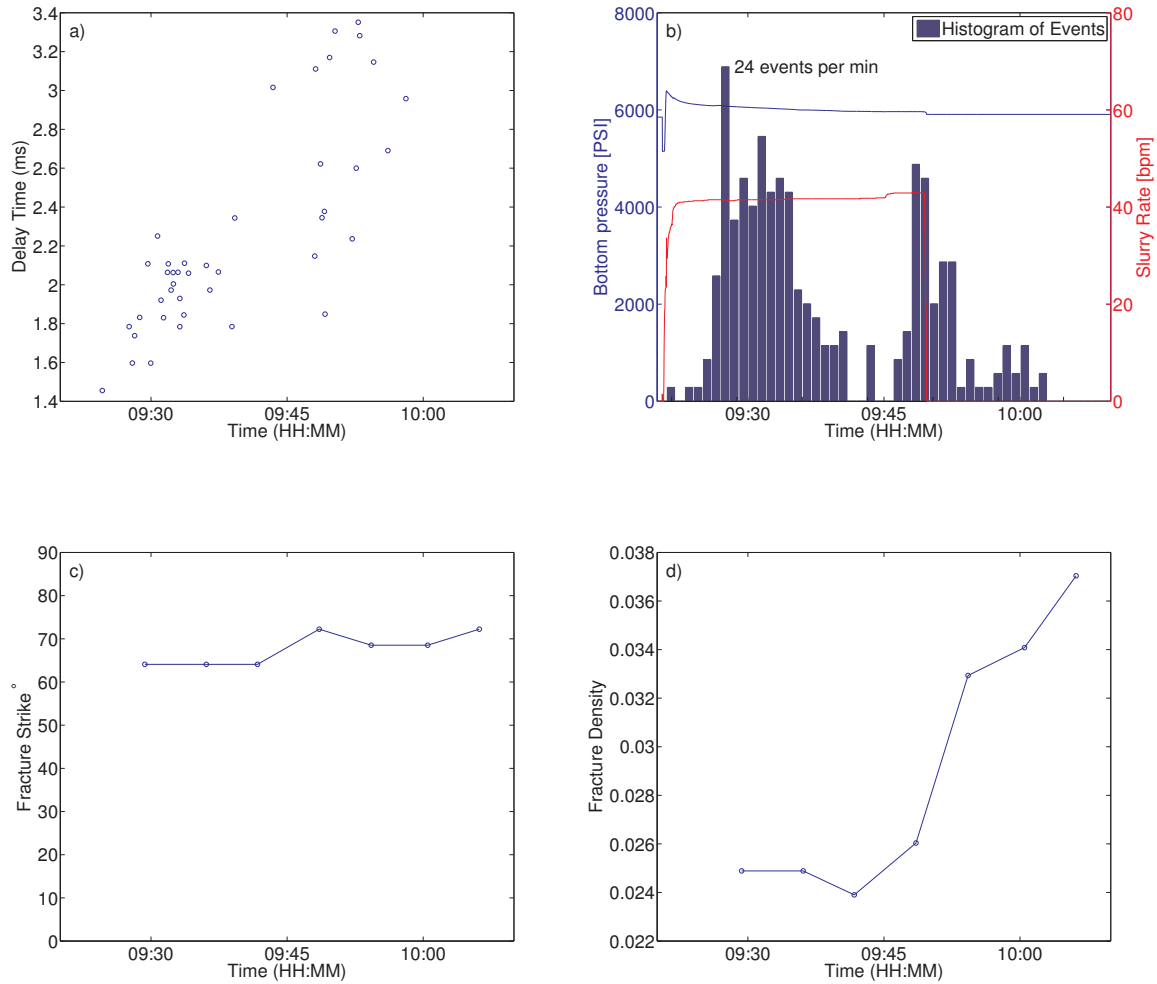 a)
3.4
3.2
3
2.8
2.6
2.4
2.2
2
1.8
1.6
1.4
Delay Time (ms)
09:30 09:45 10:00
Time (HH:MM)
b)
Histogram of Events
24 events per min
8000
6000
4000
2000
0
Bottom pressure [PSI]
80
60
40
20
0
Slurry Rate [bpm]
09:30 09:45 10:00
Time (HH:MM)
c)
90
80
70
60
50
40
30
20
10
0
Fracture Strike °
09:30 09:45 10:00
Time (HH:MM)
d)
0.038
0.036
0.034
0.032
0.03
0.028
0.026
0.024
0.022
Fracture Density
09:30 09:45 10:00
Time (HH:MM)